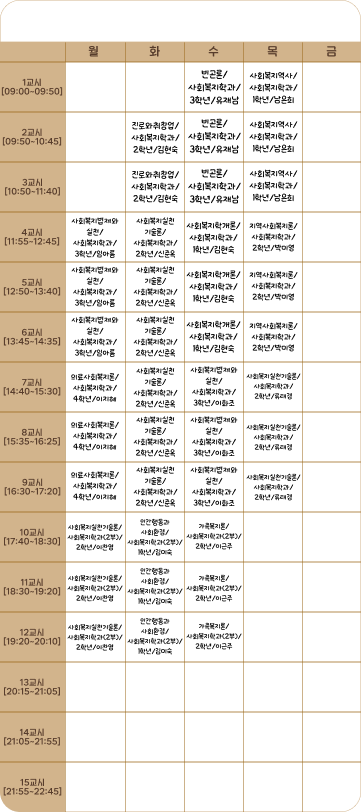 월 화 수 목 금
1교시
[09:00~09:50]
빈곤론/
사회복지학과/
3학년/유채남
사회복지역사/
사회복지학과/
1학년/남은희
2교시
[09:50~10:45]
진로와취창업/
사회복지학과/
2학년/김현숙
빈곤론/
사회복지학과/
3학년/유채남
사회복지역사/
사회복지학과/
1학년/남은희
3교시
[10:50~11:40]
진로와취창업/
사회복지학과/
2학년/김현숙
빈곤론/
사회복지학과/
3학년/유채남
사회복지역사/
사회복지학과/
1학년/남은희
4교시
[11:55~12:45]
사회복지법제와
실천/
사회복지학과/
3학년/임아름
사회복지실천
기술론/
사회복지학과/
2학년/신준옥
사회복지학개론/
사회복지학과/
1학년/김현숙
지역사회복지론/
사회복지학과/
2학년/박미영
5교시
[12:50~13:40]
사회복지법제와
실천/
사회복지학과/
3학년/임아름
사회복지실천
기술론/
사회복지학과/
2학년/신준옥
사회복지학개론/
사회복지학과/
1학년/김현숙
지역사회복지론/
사회복지학과/
2학년/박미영
6교시
[13:45~14:35]
사회복지법제와
실천/
사회복지학과/
3학년/임아름
사회복지실천
기술론/
사회복지학과/
2학년/신준옥
사회복지학개론/
사회복지학과/
1학년/김현숙
지역사회복지론/
사회복지학과/
2학년/박미영
7교시
[14:40~15:30]
의료사회복지론/
사회복지학과/
4학년/이지혜
사회복지실천
기술론/
사회복지학과/
2학년/신준옥
사회복지법제와
실천/
사회복지학과/
3학년/이화조
사회복지실천기술론/
사회복지학과/
2학년/류태경
8교시
[15:35~16:25]
의료사회복지론/
사회복지학과/
4학년/이지혜
사회복지실천
기술론/
사회복지학과/
2학년/신준옥
사회복지법제와
실천/
사회복지학과/
3학년/이화조
사회복지실천기술론/
사회복지학과/
2학년/류태경
9교시
[16:30~17:20]
의료사회복지론/
사회복지학과/
4학년/이지혜
사회복지실천
기술론/
사회복지학과/
2학년/신준옥
사회복지법제와
실천/
사회복지학과/
3학년/이화조
사회복지실천기술론/
사회복지학과/
2학년/류태경
10교시
[17:40~18:30]
사회복지실천기술론/
사회복지학과(2부)/
2학년/이찬영
인간행동과
사회환경/
사회복지학과(2부)/
1학년/김미숙
가족복지론/
사회복지학과(2부)/
2학년/이근주
11교시
[18:30~19:20]
사회복지실천기술론/
사회복지학과(2부)/
2학년/이찬영
인간행동과
사회환경/
사회복지학과(2부)/
1학년/김미숙
가족복지론/
사회복지학과(2부)/
2학년/이근주
12교시
[19:20~20:10]
사회복지실천기술론/
사회복지학과(2부)/
2학년/이찬영
인간행동과
사회환경/
사회복지학과(2부)/
1학년/김미숙
가족복지론/
사회복지학과(2부)/
2학년/이근주
13교시
[20:15~21:05]
14교시
[21:05~21:55]
15교시
[21:55~22:45]